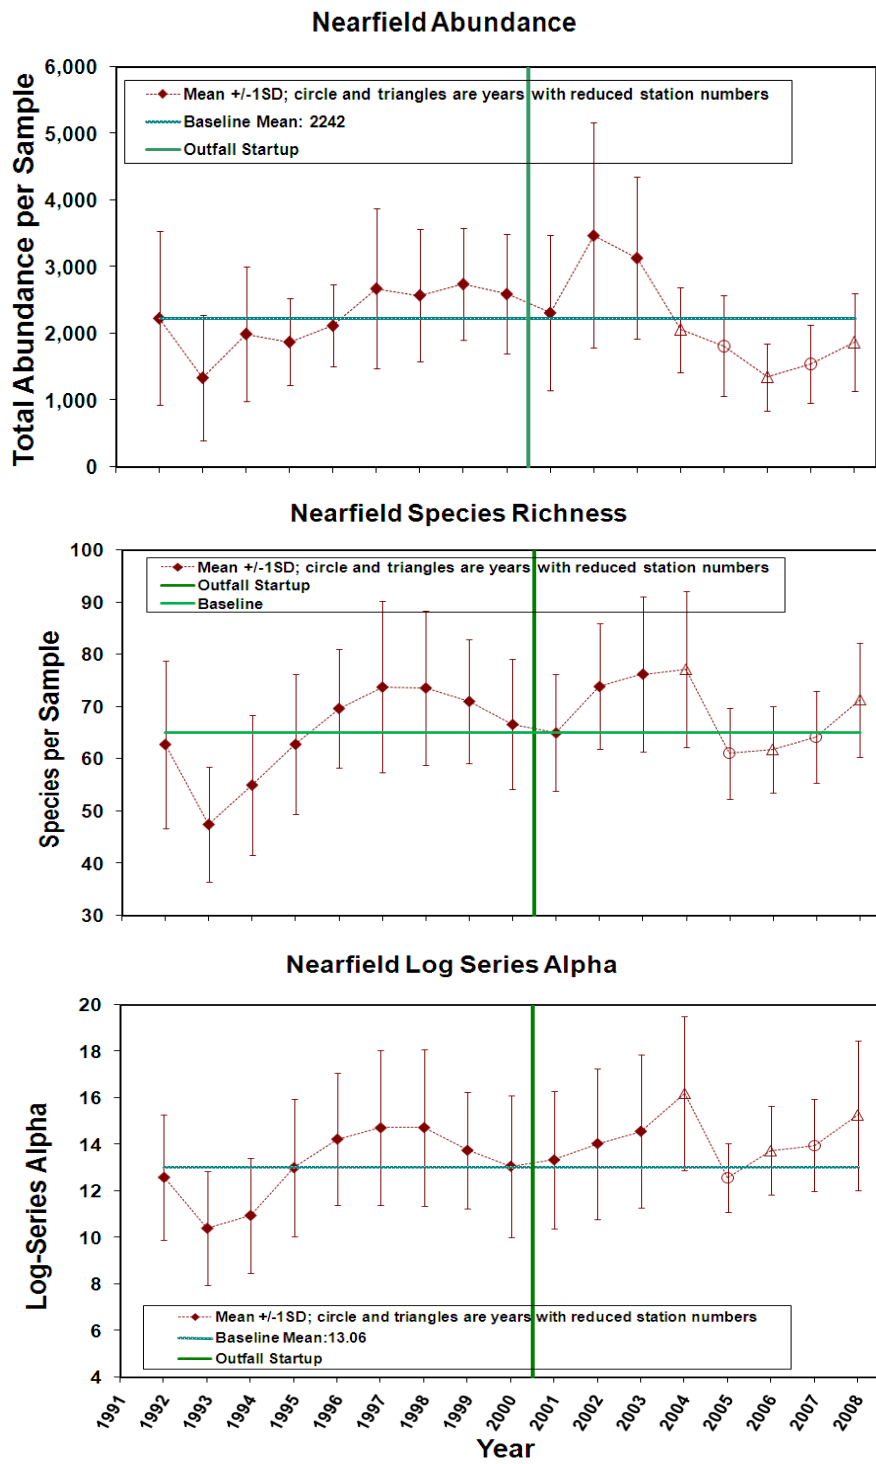 Nearfield Abundance
Total Abundance per Sample
6,000
5,000
4,000
3,000
2,000
1,000
0
Mean +/-1SD; circle and triangles are years with reduced station numbers
Baseline Mean: 2242
Outfall Startup
Nearfield Species Richness
Species per Sample
100
90
80
70
60
50
40
30
Mean +/-1SD; circle and triangles are years with reduced station numbers
Outfall Startup
Baseline
Nearfield Log Series Alpha
Log-Series Alpha
20
18
16
14
12
10
8
6
4
Mean +/-1SD; circle and triangles are years with reduced station numbers
Baseline Mean:13.06
Outfall Startup
1991 1992 1993 1994 1995 1996 1997 1998 1999 2000 2001 2002 2003 2004 2005 2006 2007 2008
Year